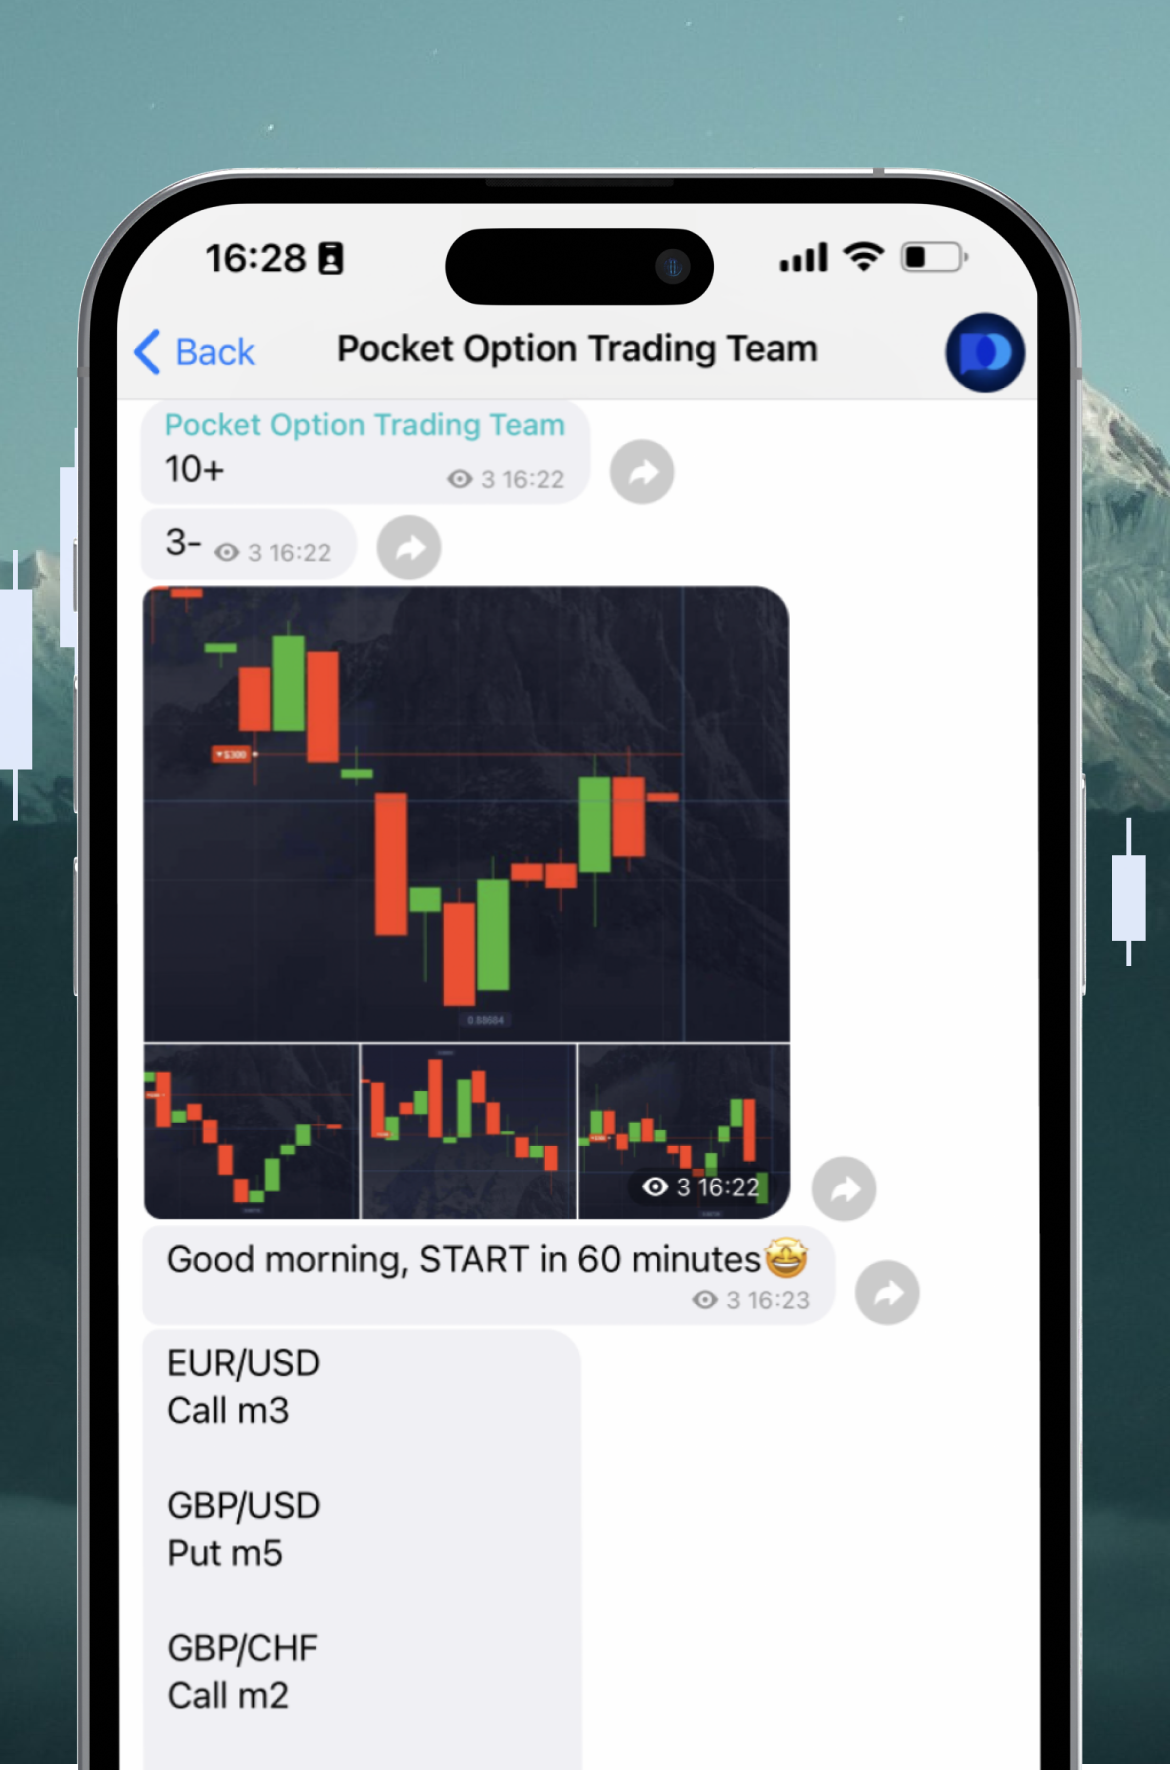 16:28
Back
Pocket Option Trading Team
Pocket Option Trading Team
10+
3 16:22
3-
3 16:22
$300
0.88684
3 16:22
Good morning, START in 60 minutes🤩
3 16:23
EUR/USD
Call m3
GBP/USD
Put m5
GBP/CHF
Call m2